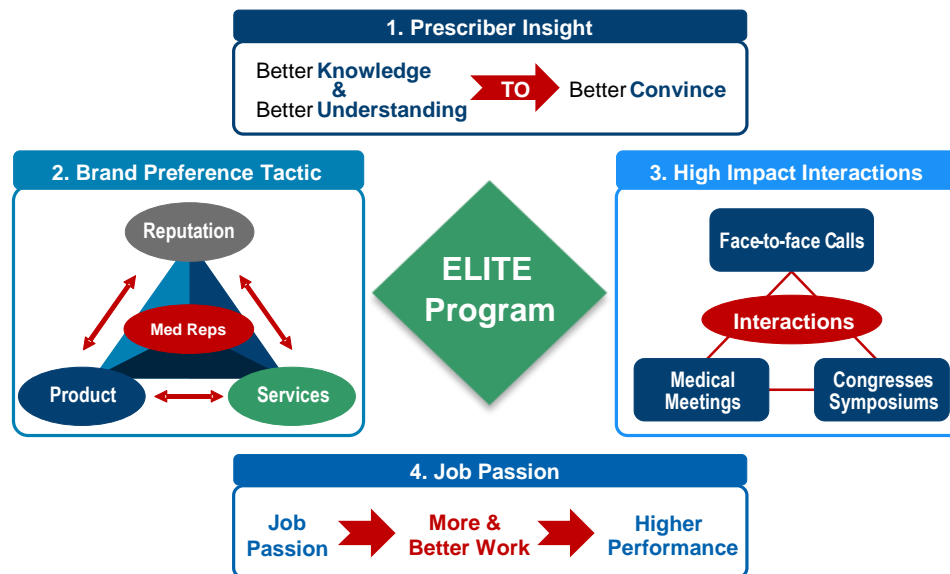 1. Prescriber Insight
Better Knowledge
&
Better Understanding
TO
Better Convince
2. Brand Preference Tactic
Reputation
Med Reps
Product
Services
ELITE
Program
3. High Impact Interactions
Face-to-face Calls
Interactions
Medical
Meetings
Congresses
Symposiums
4. Job Passion
Job
Passion
More &
Better Work
Higher
Performance